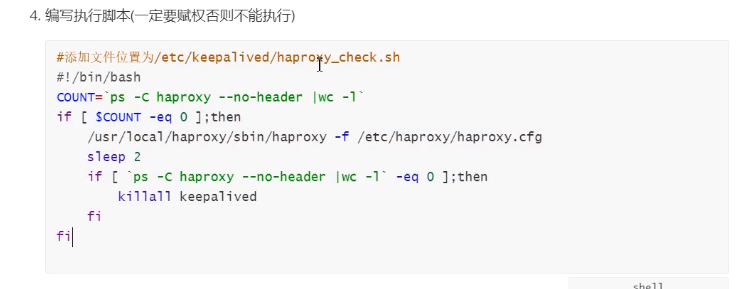 4. 编写执行脚本(一定要赋权否则不能执行)
#添加文件位置为/etc/keepalived/haproxy_check.sh
#!/bin/bash
COUNT=`ps -C haproxy --no-header |wc -l`
if [ $COUNT -eq 0 ];then
    /usr/local/haproxy/sbin/haproxy -f /etc/haproxy/haproxy.cfg
    sleep 2
    if [ `ps -C haproxy --no-header |wc -l` -eq 0 ];then
        killall keepalived
    fi
fi
shell